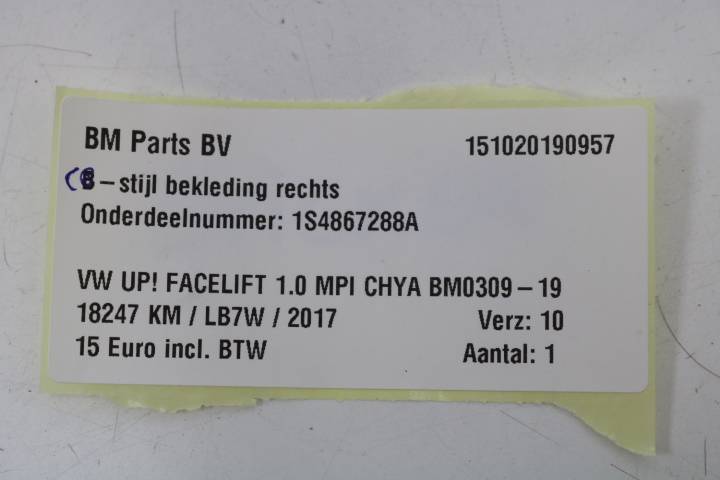 BM Parts BV 151020190957
B-stijl bekleding rechts
Onderdeelnummer: 1S4867288A
VW UP! FACELIFT 1.0 MPI CHYA BM0309-19
18247 KM / LB7W / 2017 Verz: 10
15 Euro incl. BTW Aantal: 1